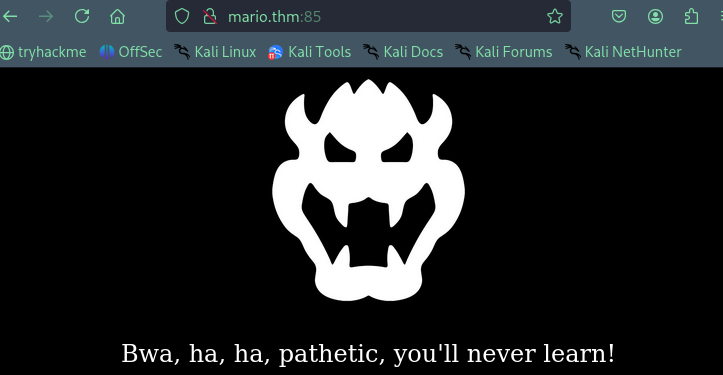 mario.thm:85
tryhackme OffSec Kali Linux Kali Tools Kali Docs Kali Forums Kali NetHunter
Bwa, ha, ha, pathetic, you'll never learn!